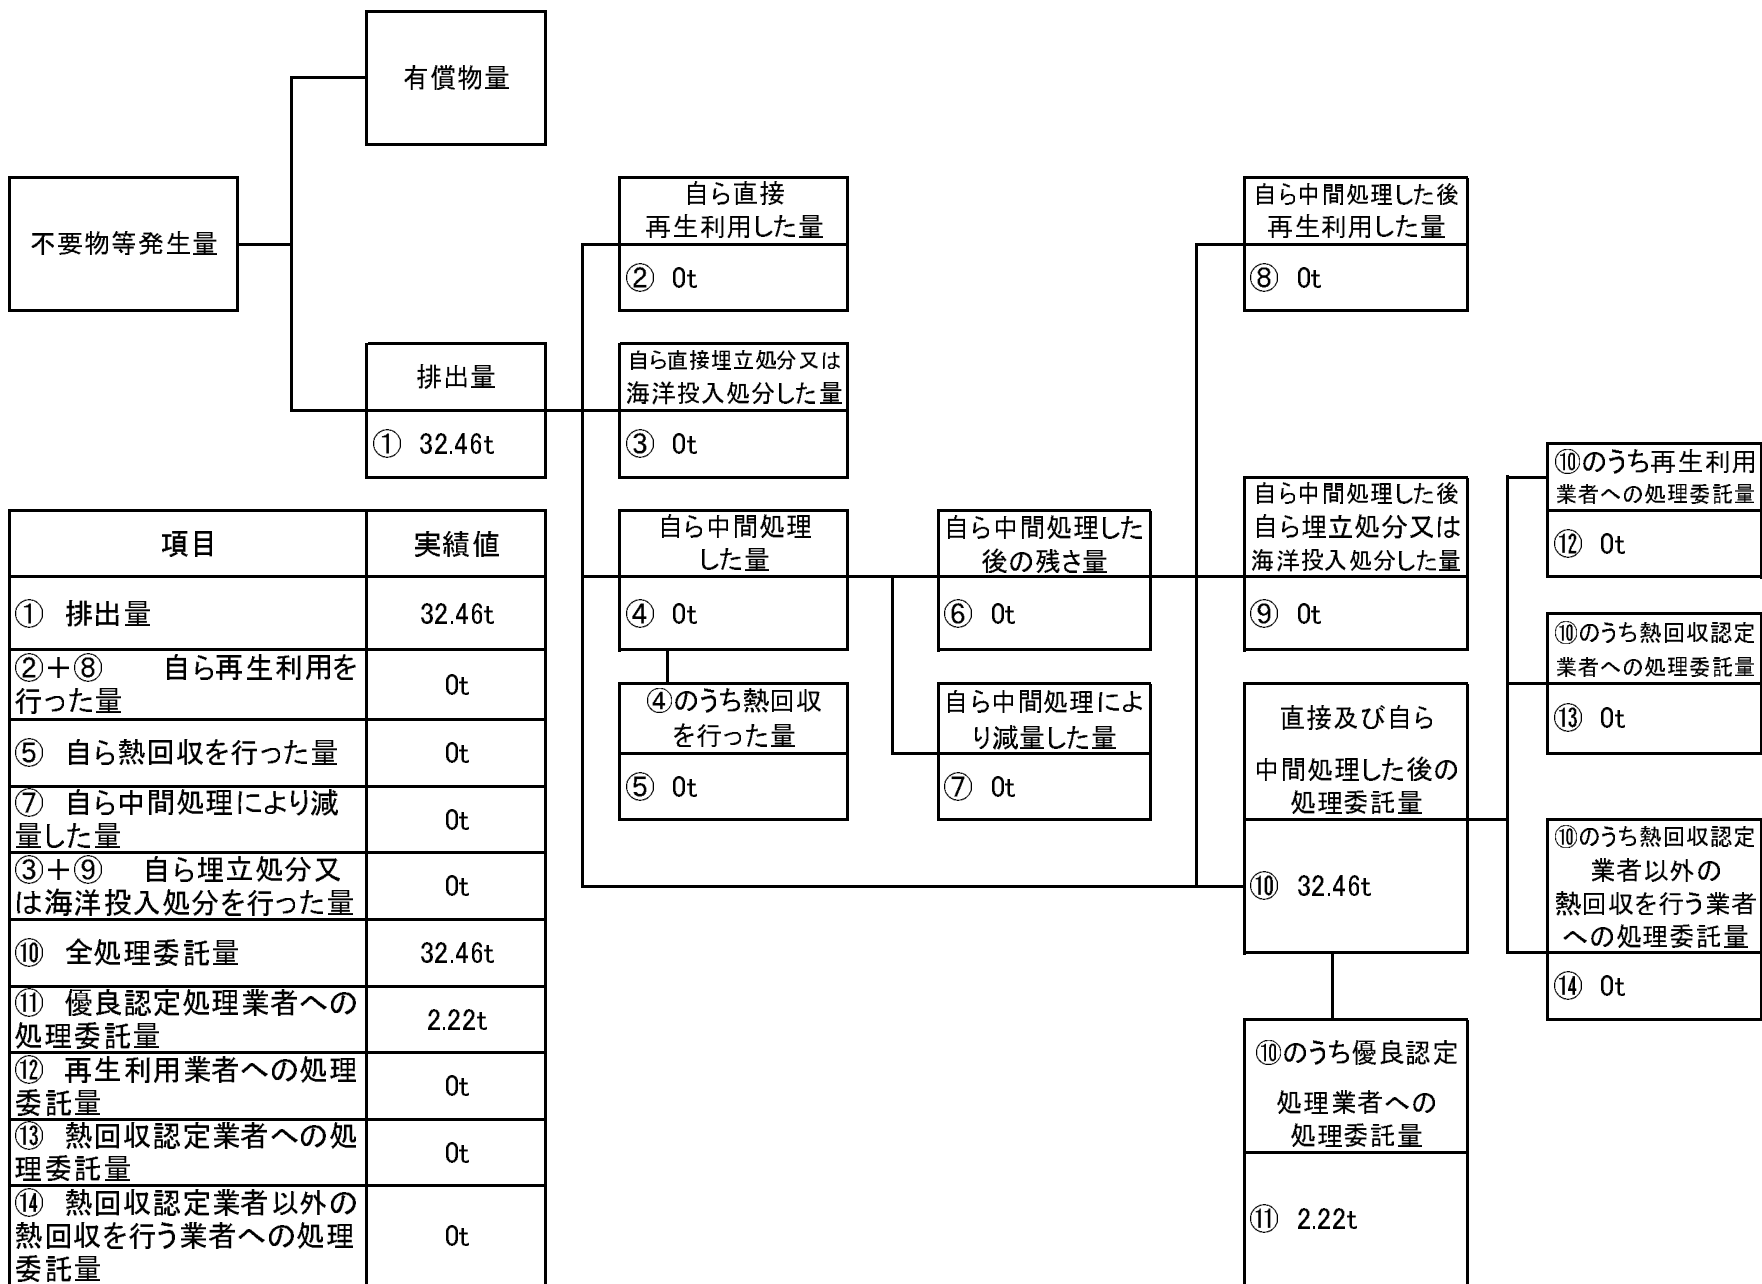 有償物量
不要物等発生量
自ら直接
再生利用した量
② 0t
自ら中間処理した後
再生利用した量
⑧ 0t
排出量
① 32.46t
自ら直接埋立処分又は
海洋投入処分した量
③ 0t
自ら中間処理
した量
④ 0t
自ら中間処理した
後の残さ量
⑥ 0t
自ら中間処理した後
自ら埋立処分又は
海洋投入処分した量
⑨ 0t
⑩のうち再生利用
業者への処理委託量
⑫ 0t
⑩のうち熱回収認定
業者への処理委託量
⑬ 0t
④のうち熱回収
を行った量
⑤ 0t
自ら中間処理によ
り減量した量
⑦ 0t
直接及び自ら
中間処理した後の
処理委託量
⑩ 32.46t
⑩のうち熱回収認定
業者以外の
熱回収を行う業者
への処理委託量
⑭ 0t
⑩のうち優良認定
処理業者への
処理委託量
⑪ 2.22t
項目 実績値
① 排出量 32.46t
②+⑧ 自ら再生利用を
行った量 0t
⑤ 自ら熱回収を行った量 0t
⑦ 自ら中間処理により減
量した量 0t
③+⑨ 自ら埋立処分又
は海洋投入処分を行った量 0t
⑩ 全処理委託量 32.46t
⑪ 優良認定処理業者への
処理委託量 2.22t
⑫ 再生利用業者への処理
委託量 0t
⑬ 熱回収認定業者への処
理委託量 0t
⑭ 熱回収認定業者以外の
熱回収を行う業者への処理
委託量 0t